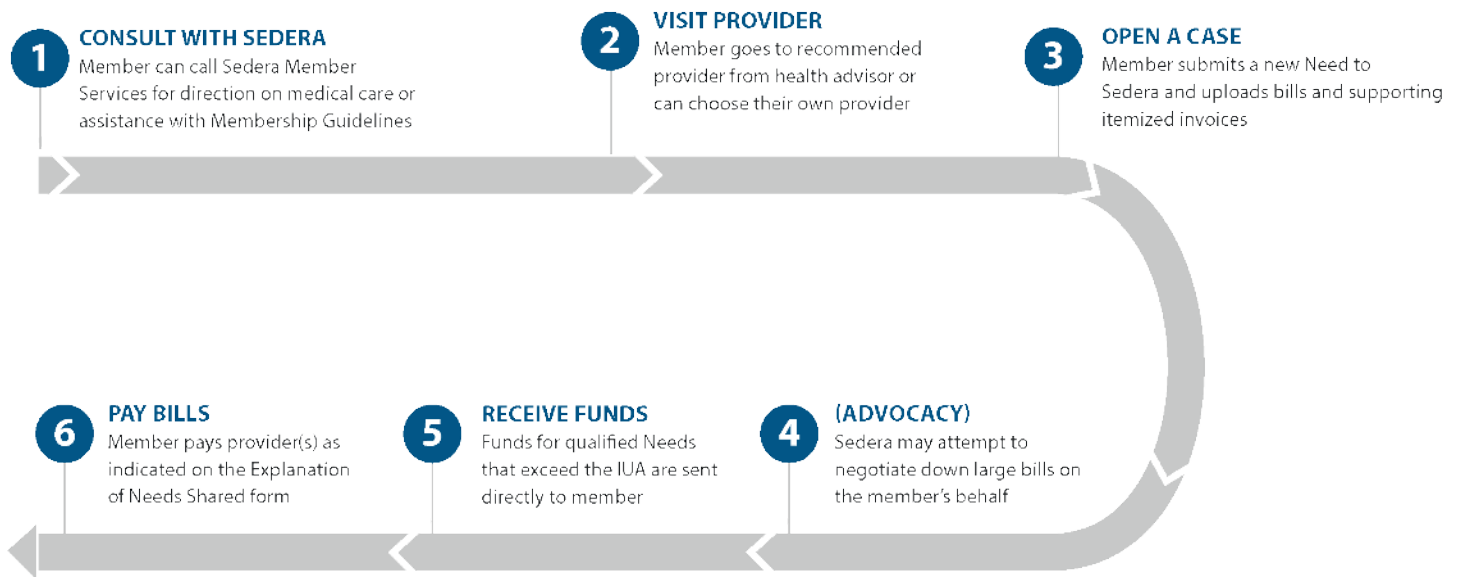 1
CONSULT WITH SEDERA
Member can call Sedera Member
Services for direction on medical care or
assistance with Membership Guidelines
2
VISIT PROVIDER
Member goes to recommended
provider from health advisor or
can choose their own provider
3
OPEN A CASE
Member submits a new Need to
Sedera and uploads bills and supporting
itemized invoices
6
PAY BILLS
Member pays provider(s) as
indicated on the Explanation
of Needs Shared form
5
RECEIVE FUNDS
Funds for qualified Needs
that exceed the IUA are sent
directly to member
4
(ADVOCACY)
Sedera may attempt to
negotiate down large bills on
the member's behalf